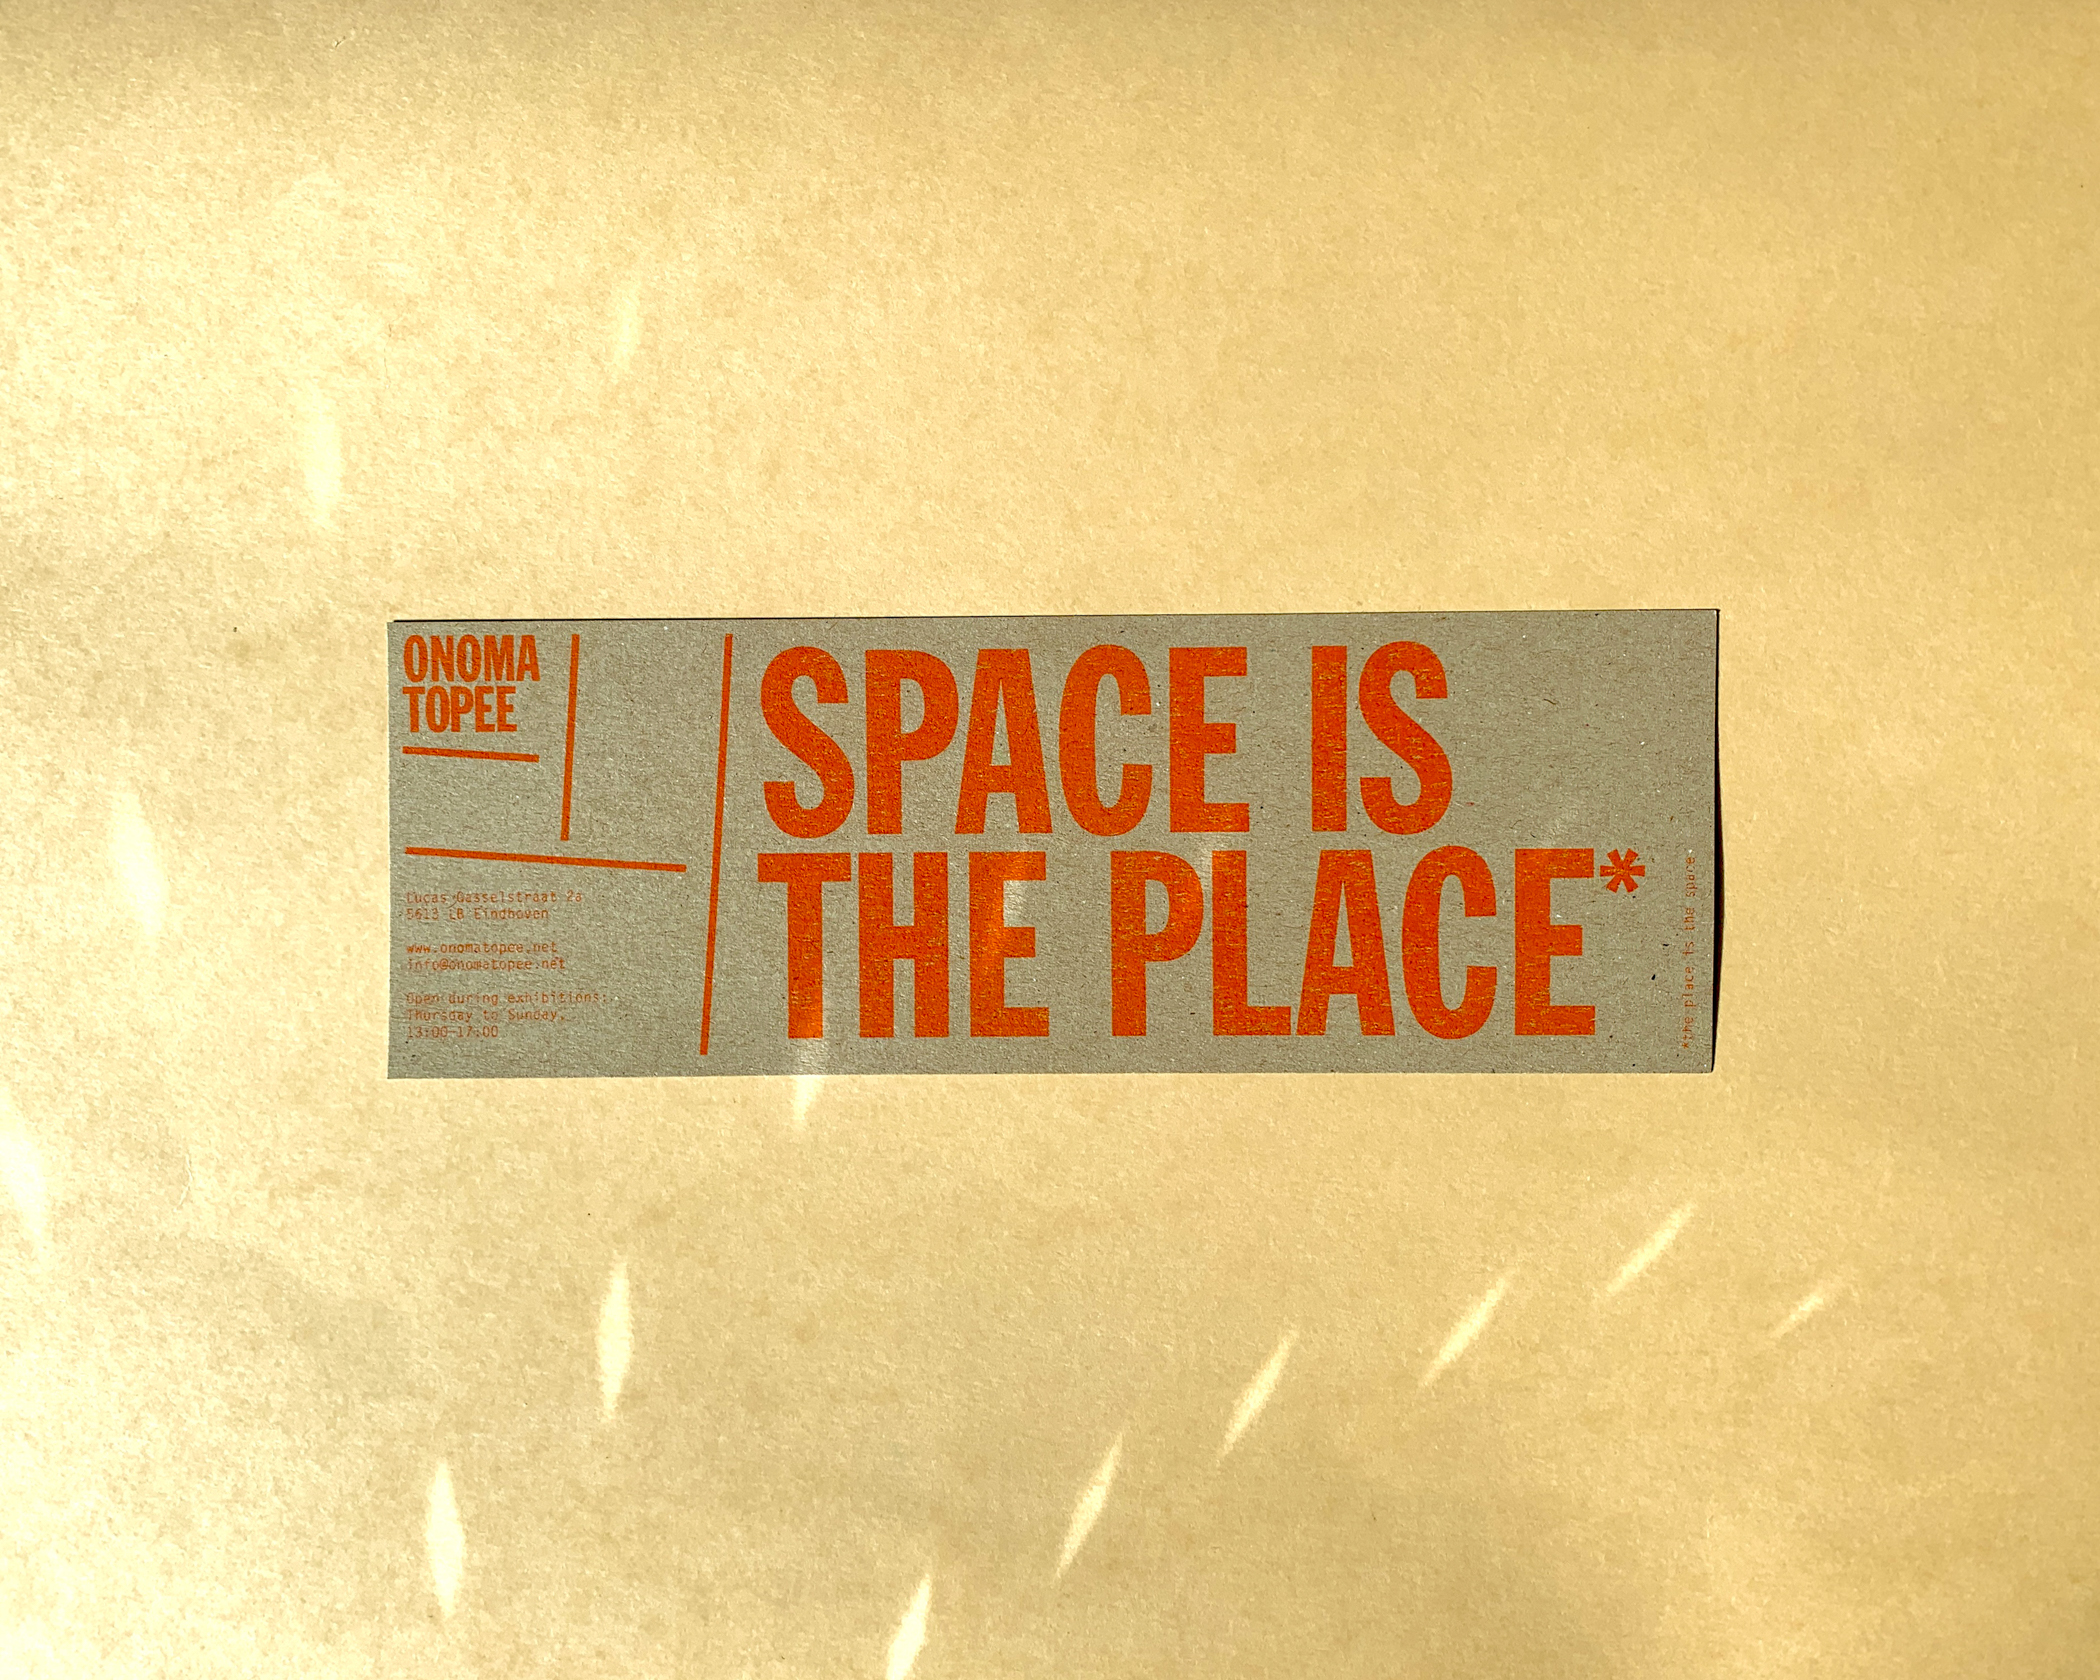 ONOMA
TOPEE
Lucas Gasselstraat 2a
5613 LB Eindhoven
www.onomatopee.net
info@onomatopee.net
Open during exhibitions:
Thursday to Sunday,
13:00-17:00
SPACE IS
THE PLACE*
*the place is the space